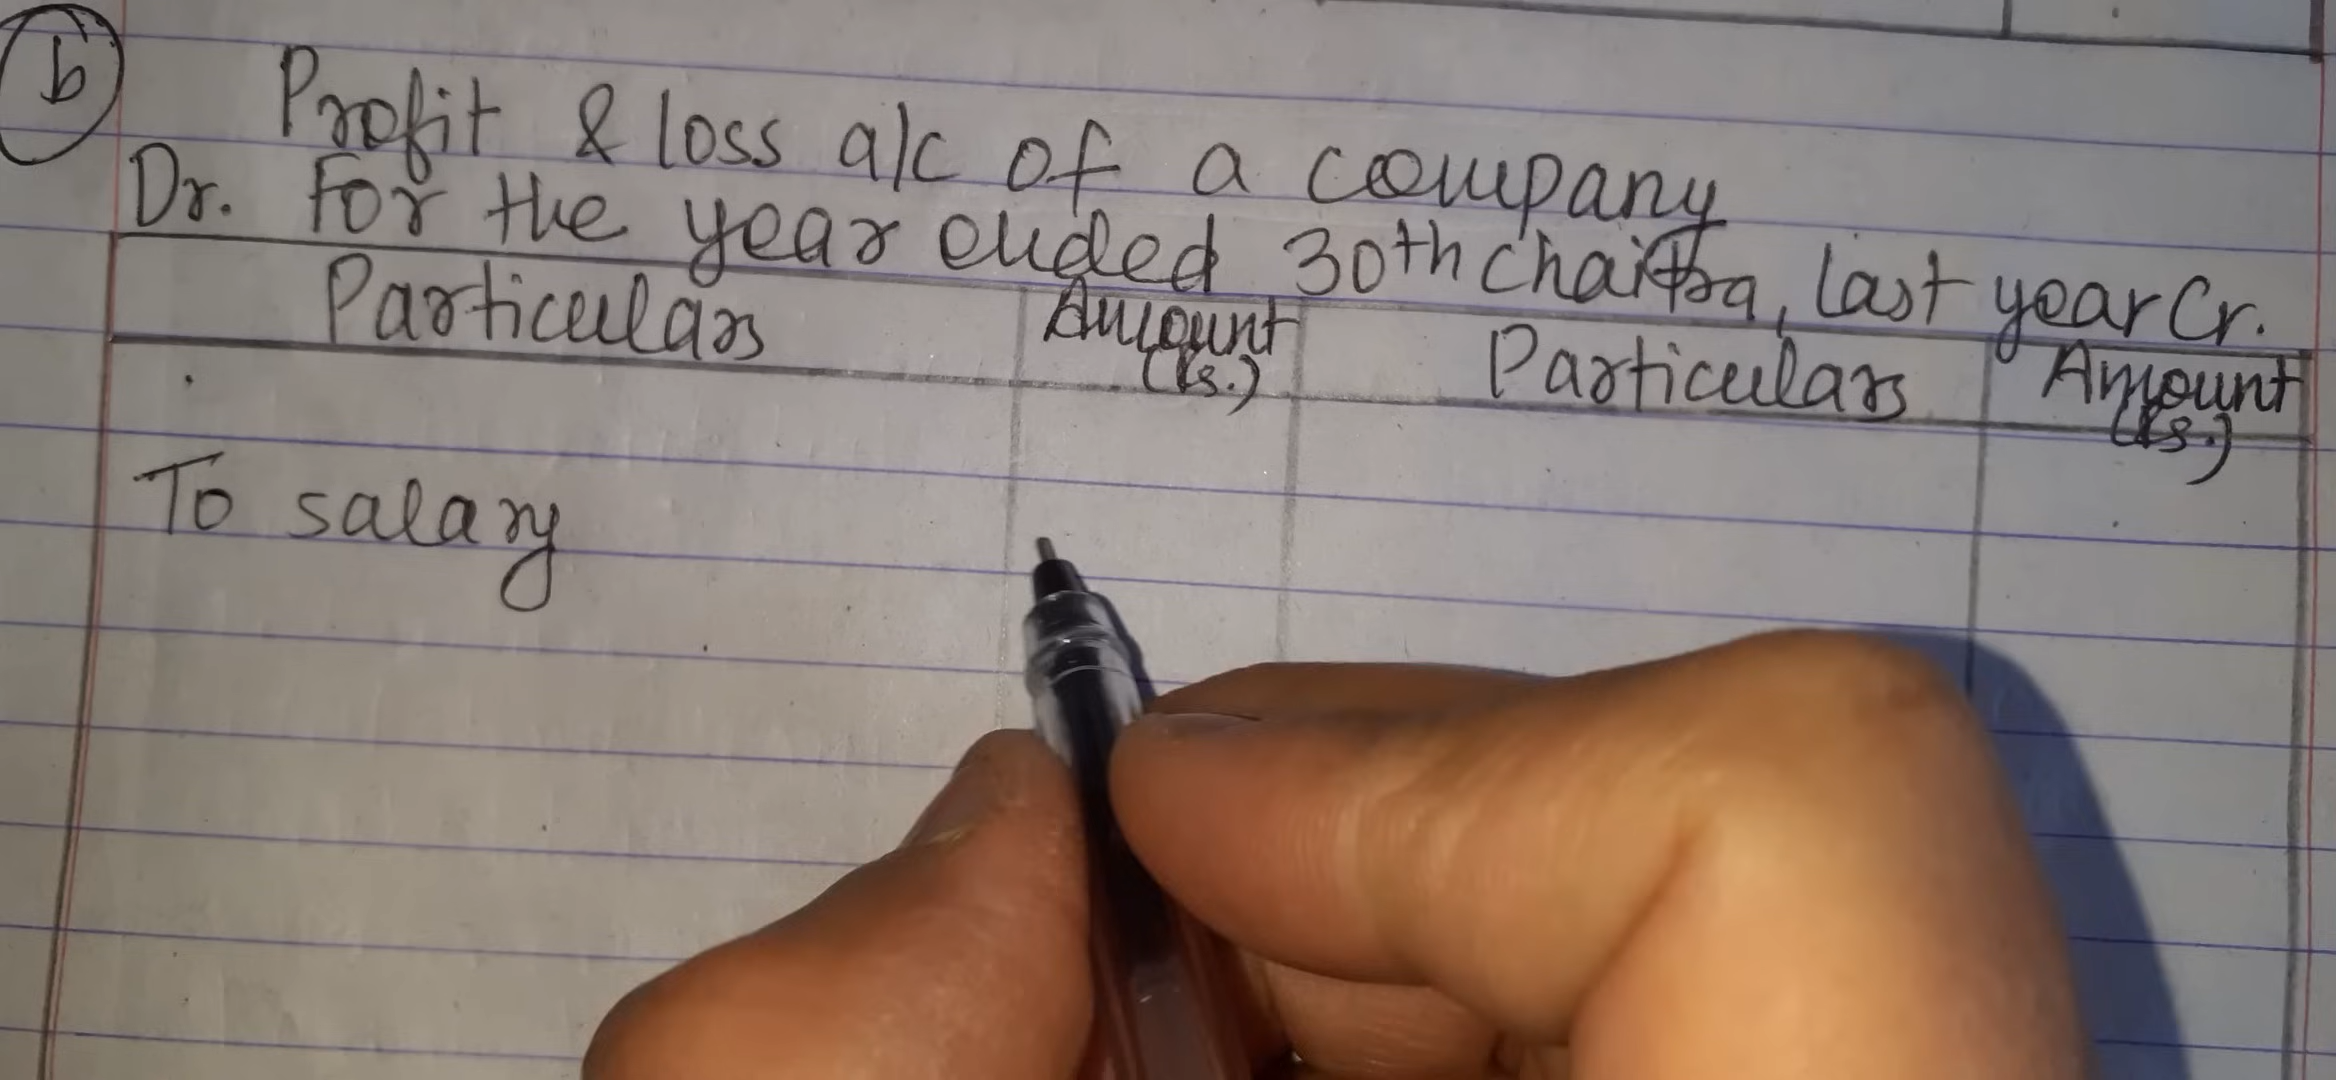 b
Profit & loss a/c of a company
Dr. For the year ended 30th chaitra, last year Cr.
Particulars Amount (Rs.) Particulars Amount (Rs.)
To salary